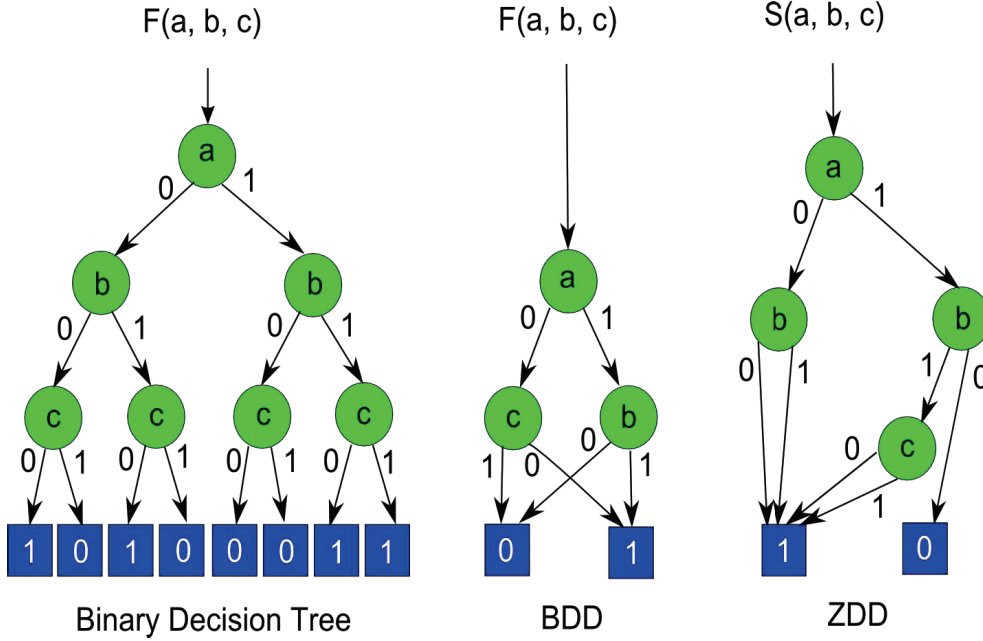 F(a, b, c) F(a, b, c) S(a, b, c)
a
0 1
b b
0 1 0 1
c c c c
0 1 0 1 0 1 0 1
1 0 1 0 0 0 1 1
Binary Decision Tree
a
0 1
c b
1 0 0 1
0 1
BDD
a
0 1
b b
0 1 1 0
c
0 1
1 0
ZDD